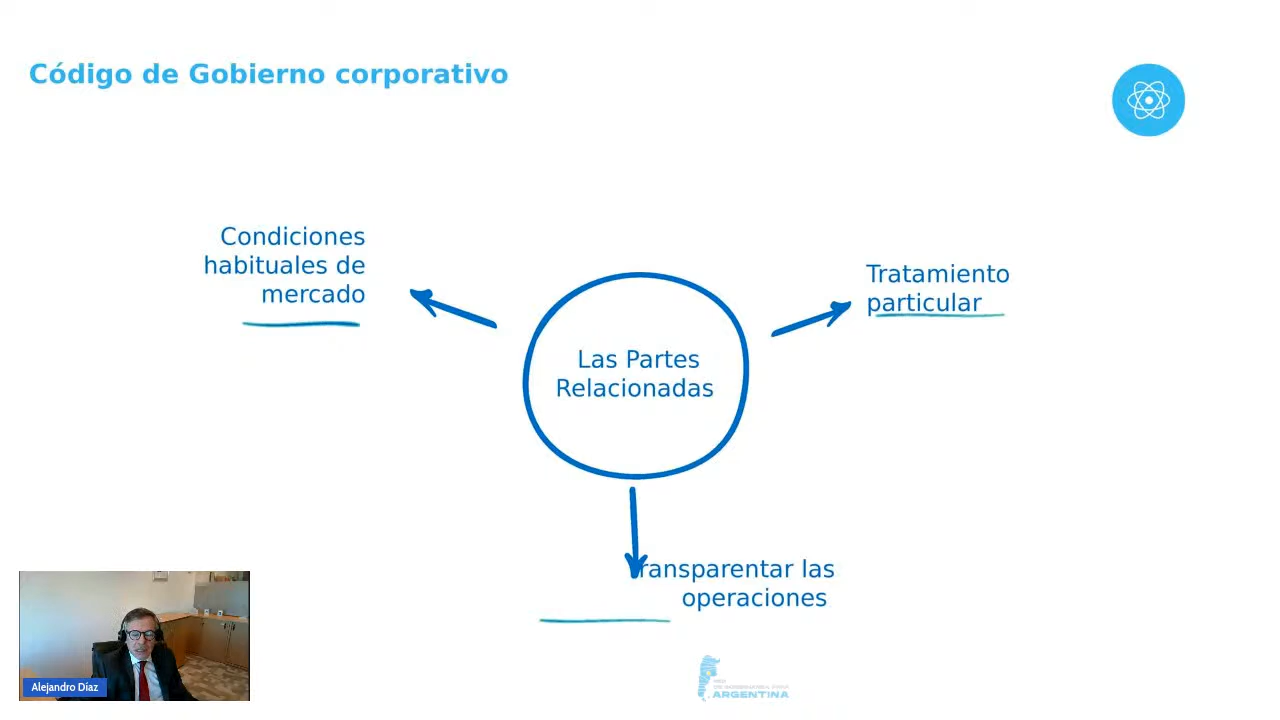 Código de Gobierno corporativo
Condiciones
habituales de
mercado
Tratamiento
particular
Las Partes
Relacionadas
Transparentar las
operaciones
Alejandro Díaz
ARGENTINA